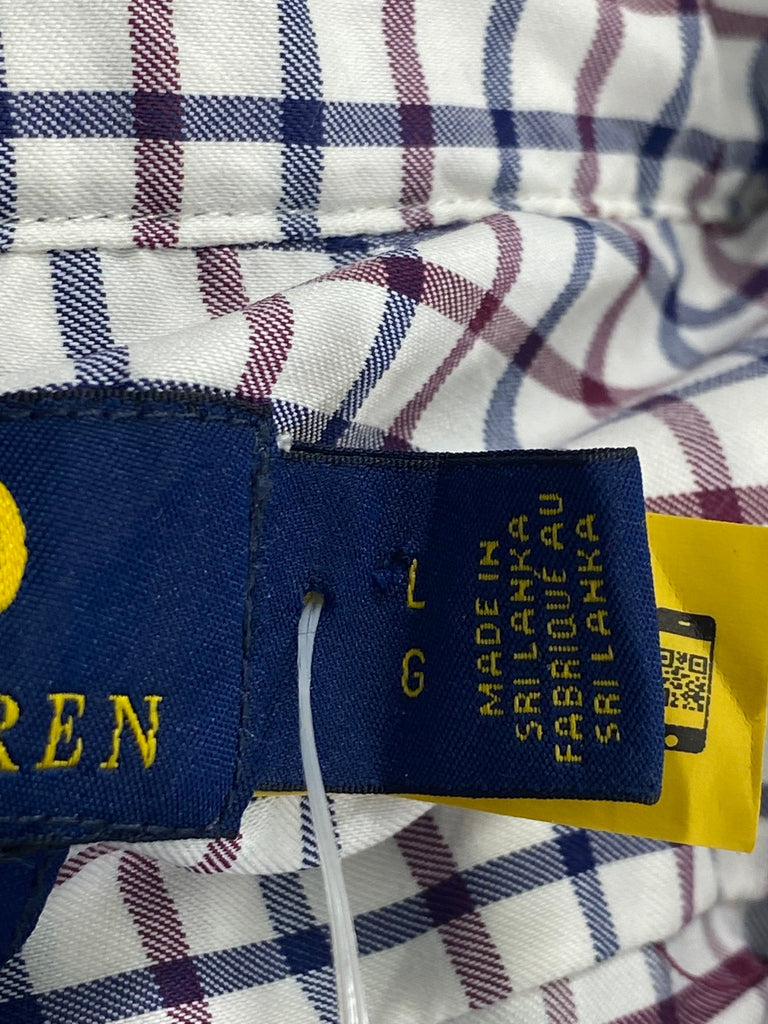 REN
L
G
MADE IN
SRI LANKA
FABRIQUÉ AU
SRI LANKA